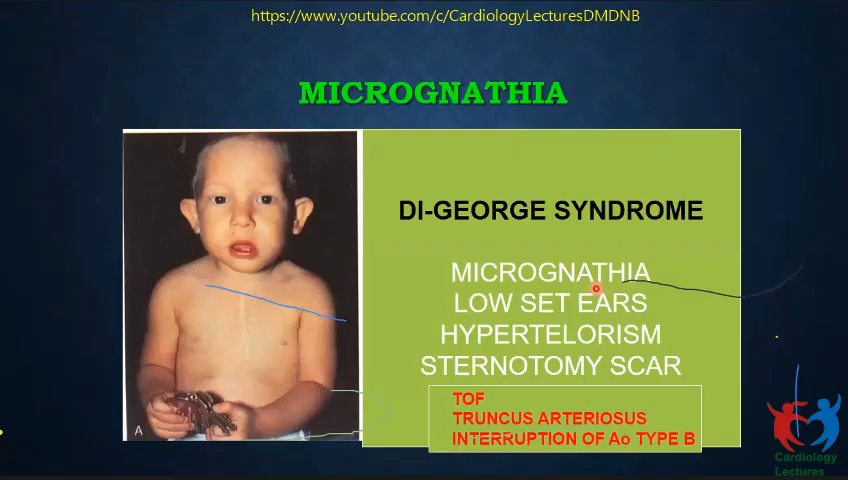 https://www.youtube.com/c/CardiologyLecturesDMDNB
MICROGNATHIA
DI-GEORGE SYNDROME
MICROGNATHIA
LOW SET EARS
HYPERTELORISM
STERNOTOMY SCAR
TOF
TRUNCUS ARTERIOSUS
INTERRUPTION OF Ao TYPE B
A
Cardiology
Lectures